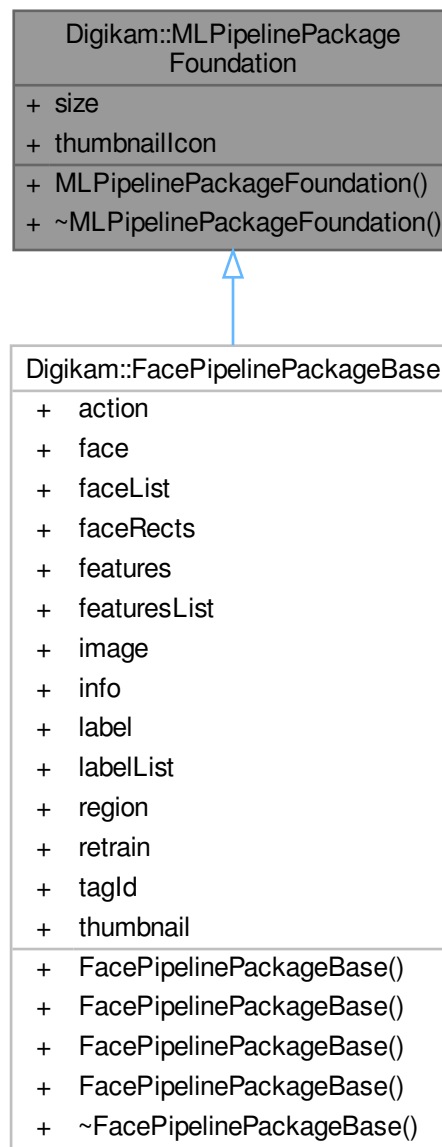 Digikam::MLPipelinePackage
Foundation
+ size
+ thumbnailIcon
+ MLPipelinePackageFoundation()
+ ~MLPipelinePackageFoundation()
Digikam::FacePipelinePackageBase
+ action
+ face
+ faceList
+ faceRects
+ features
+ featuresList
+ image
+ info
+ label
+ labelList
+ region
+ retrain
+ tagId
+ thumbnail
+ FacePipelinePackageBase()
+ FacePipelinePackageBase()
+ FacePipelinePackageBase()
+ FacePipelinePackageBase()
+ ~FacePipelinePackageBase()